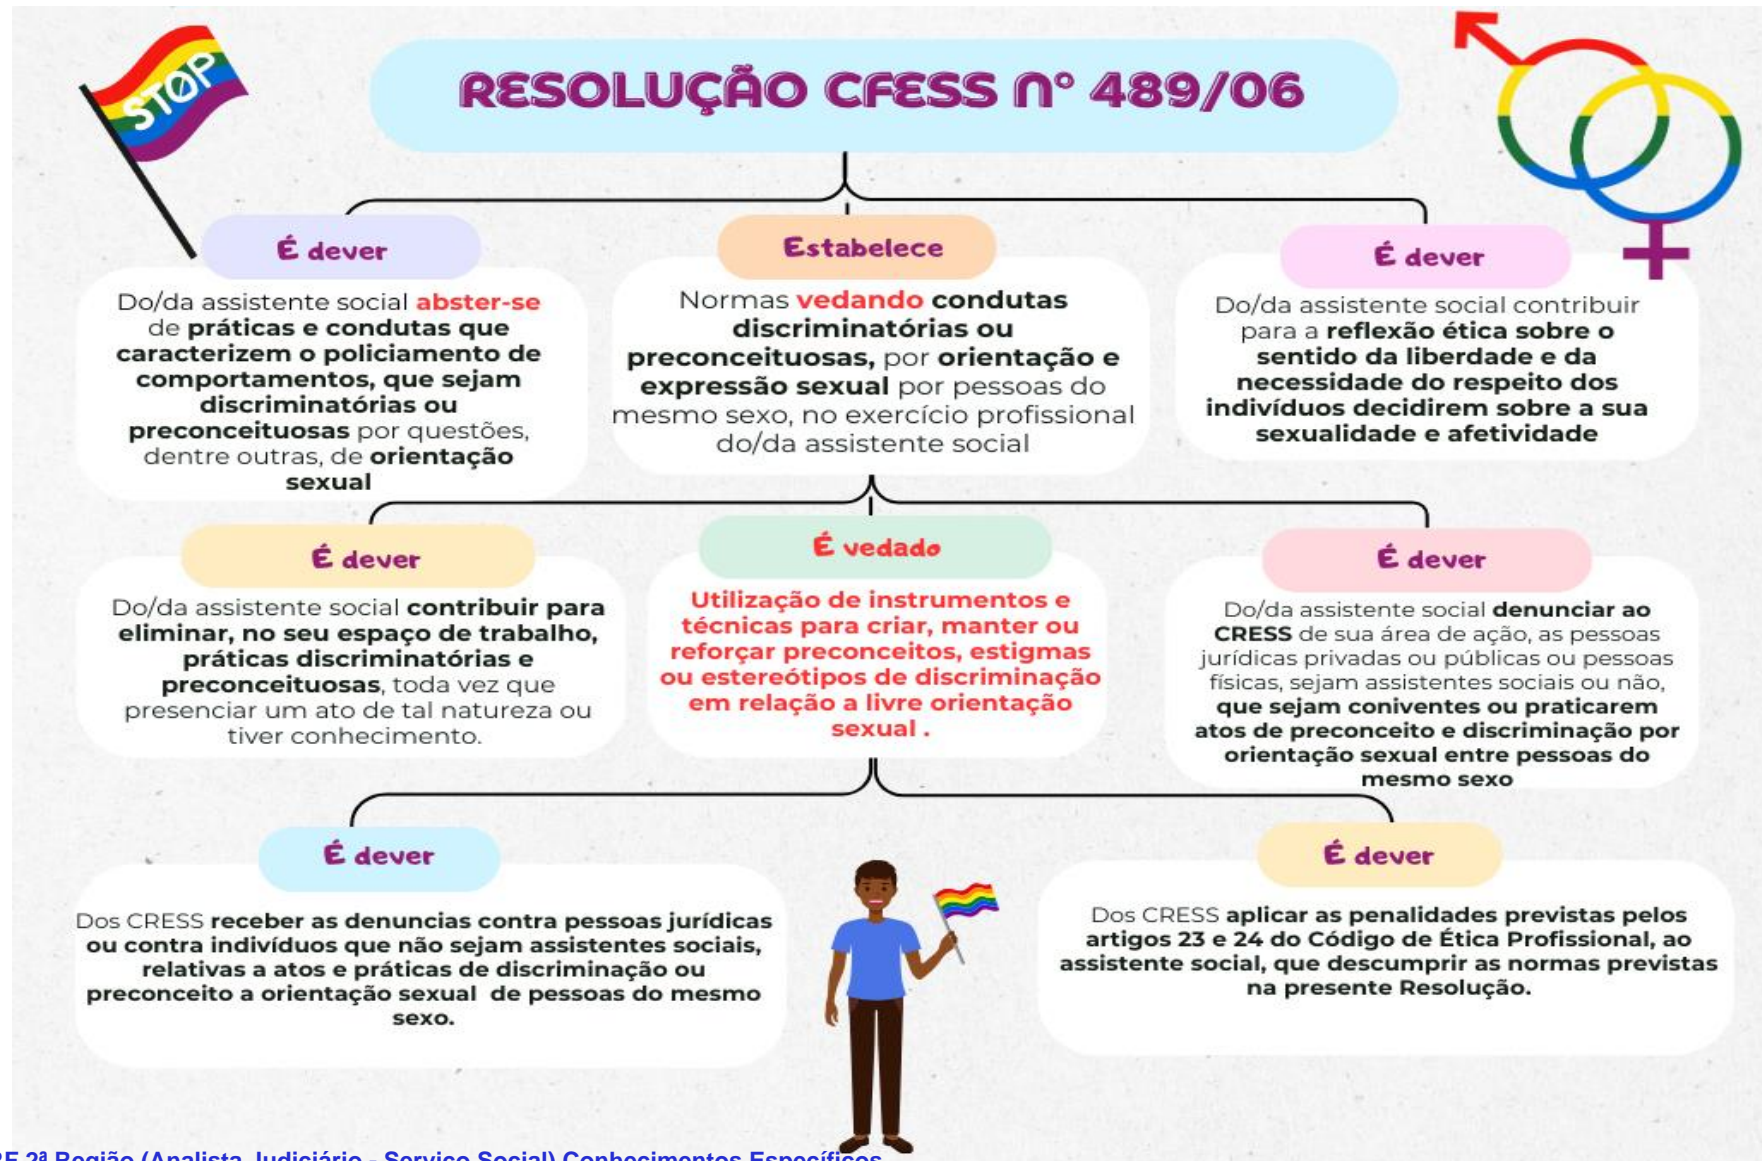 STOP
RESOLUÇÃO CFESS Nº 489/06
É dever
Do/da assistente social abster-se
de práticas e condutas que
caracterizem o policiamento de
comportamentos, que sejam
discriminatórias ou
preconceituosas por questões,
dentre outras, de orientação
sexual
Estabelece
Normas vedando condutas
discriminatórias ou
preconceituosas, por orientação e
expressão sexual por pessoas do
mesmo sexo, no exercício profissional
do/da assistente social
É dever
Do/da assistente social contribuir
para a reflexão ética sobre o
sentido da liberdade e da
necessidade do respeito dos
indivíduos decidirem sobre a sua
sexualidade e afetividade
É dever
Do/da assistente social contribuir para
eliminar, no seu espaço de trabalho,
práticas discriminatórias e
preconceituosas, toda vez que
presenciar um ato de tal natureza ou
tiver conhecimento.
É vedado
Utilização de instrumentos e
técnicas para criar, manter ou
reforçar preconceitos, estigmas
ou estereótipos de discriminação
em relação a livre orientação
sexual .
É dever
Do/da assistente social denunciar ao
CRESS de sua área de ação, as pessoas
jurídicas privadas ou públicas ou pessoas
físicas, sejam assistentes sociais ou não,
que sejam coniventes ou praticarem
atos de preconceito e discriminação por
orientação sexual entre pessoas do
mesmo sexo
É dever
Dos CRESS receber as denuncias contra pessoas jurídicas
ou contra indivíduos que não sejam assistentes sociais,
relativas a atos e práticas de discriminação ou
preconceito a orientação sexual de pessoas do mesmo
sexo.
É dever
Dos CRESS aplicar as penalidades previstas pelos
artigos 23 e 24 do Código de Ética Profissional, ao
assistente social, que descumprir as normas previstas
na presente Resolução.
2ª Região (Analista Judiciário - Serviço Social) Conhecimentos Específicos